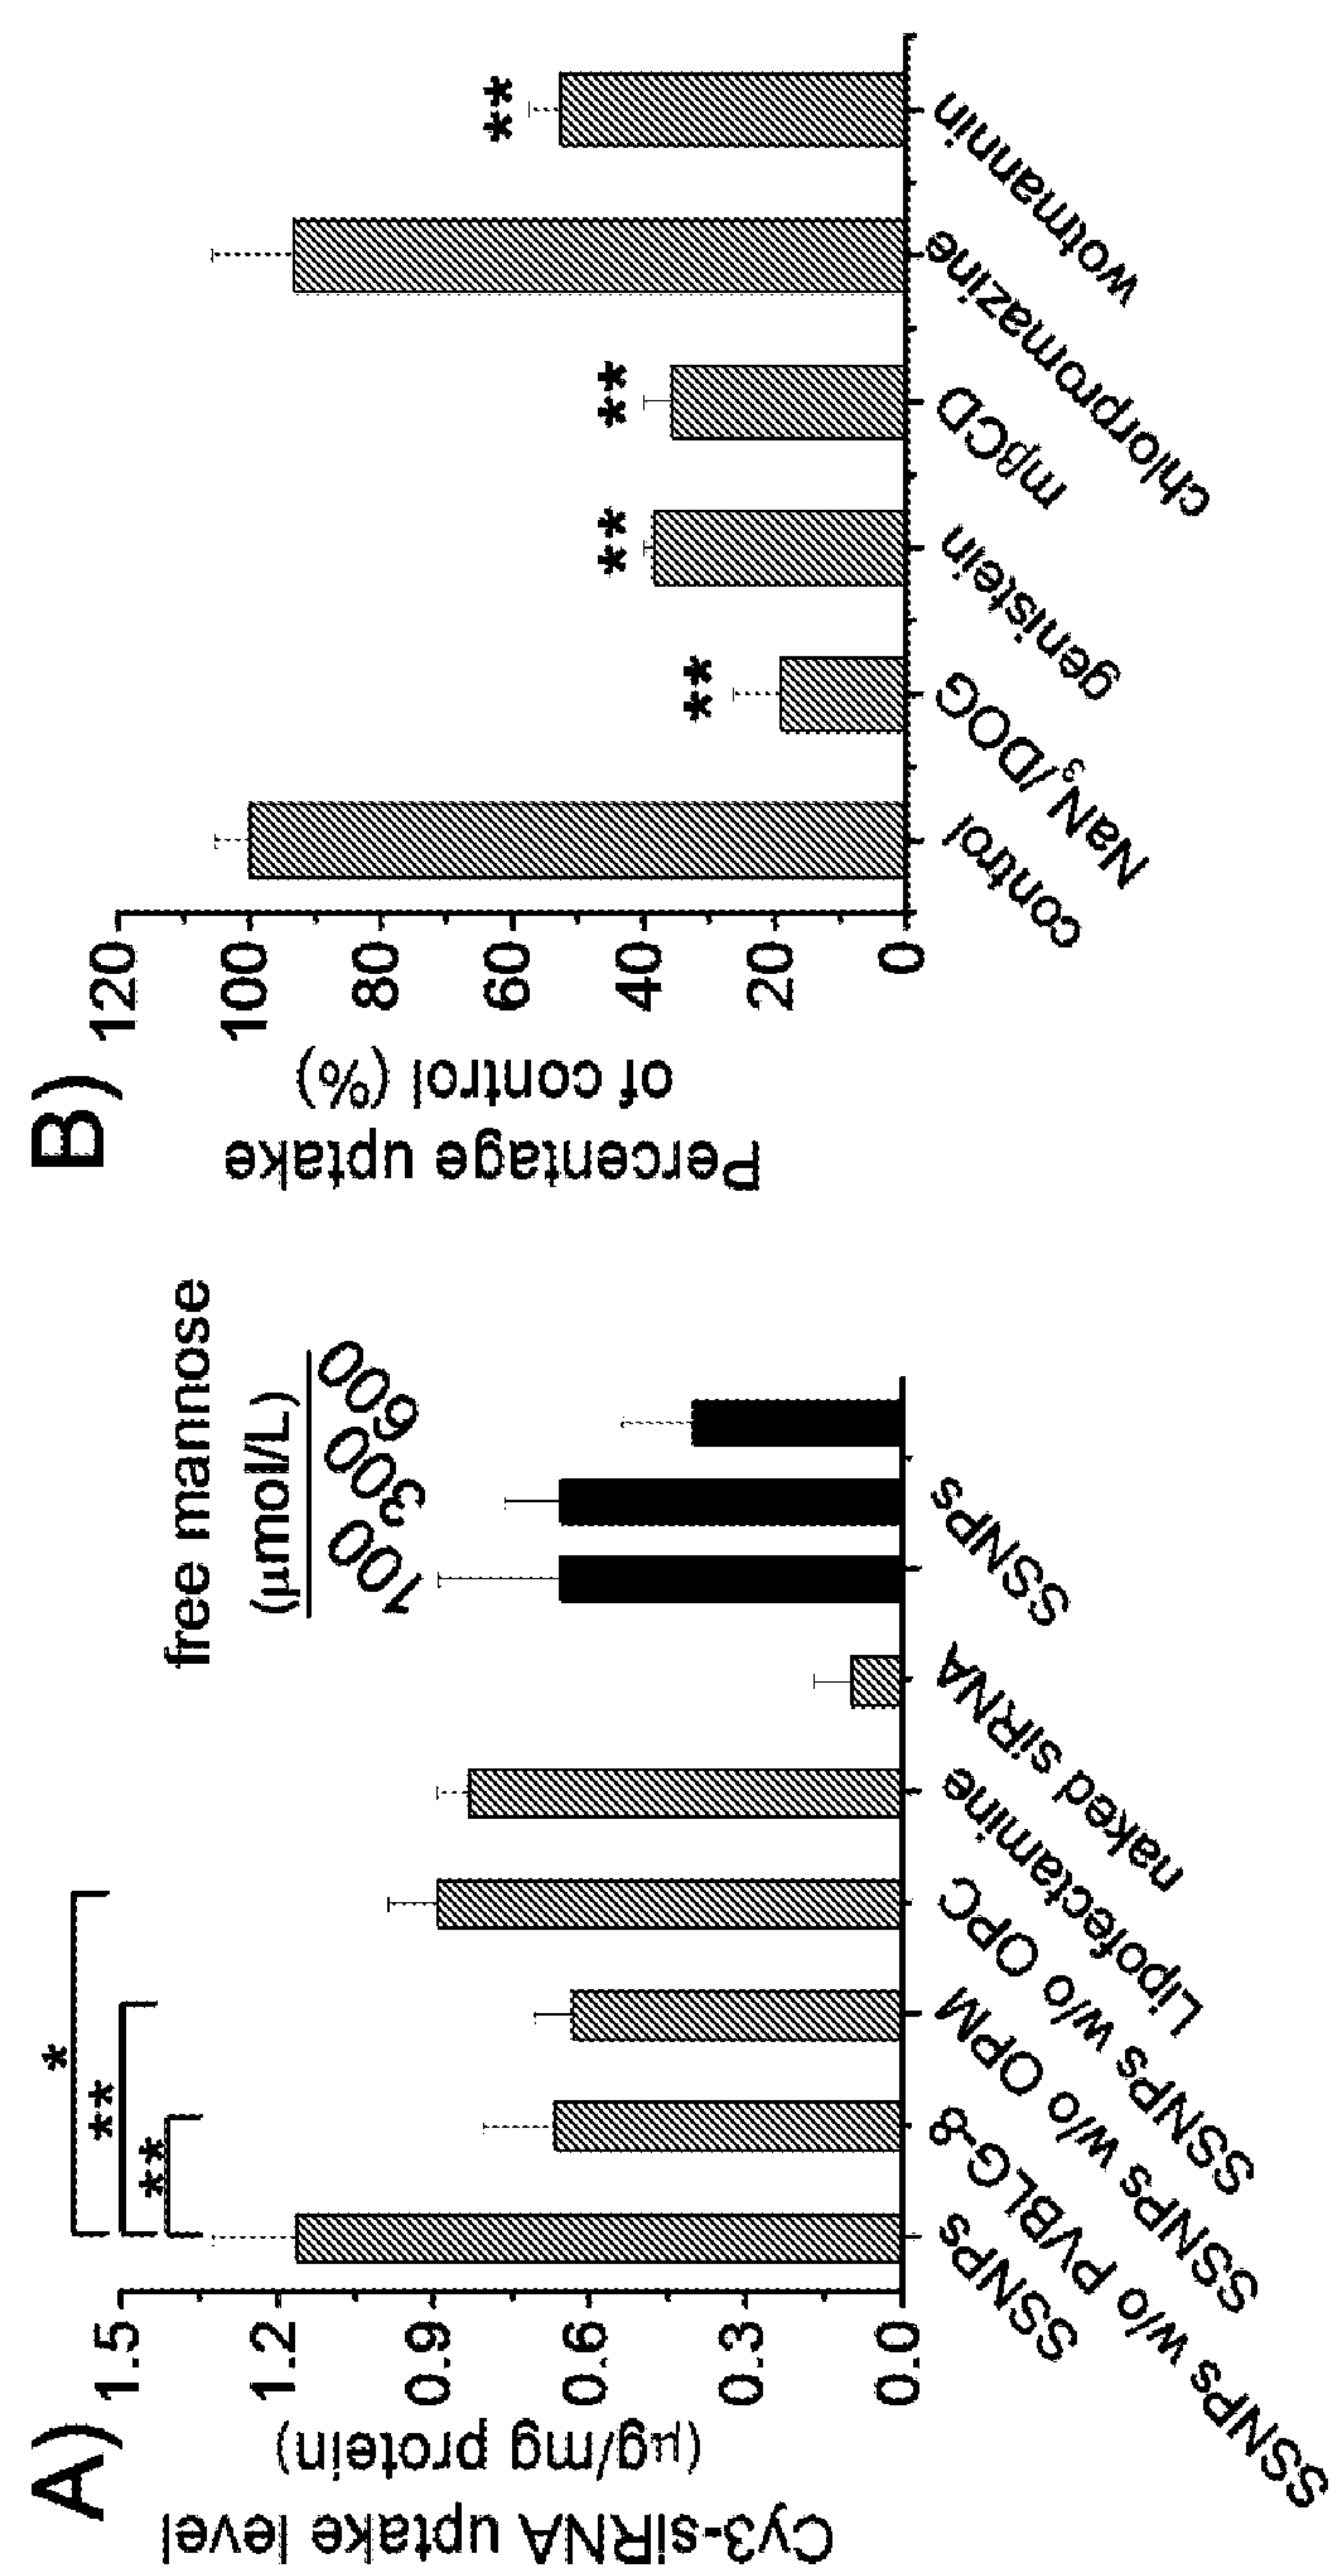 A)
Cy3-siRNA uptake level
(μg/mg protein)
1.5
1.2
0.9
0.6
0.3
0.0
*
**
**
free mannose
(μmol/L)
100 300 600
SSNPs
SSNPs w/o PVBLG-8
SSNPs w/o OPM
SSNPs w/o OPC
Lipofectamine
naked siRNA
SSNPs
B)
Percentage uptake
of control (%)
120
100
80
60
40
20
0
**
**
**
**
control
NaN3/DOG
genistein
mβCD
chlorpromazine
wotmannin